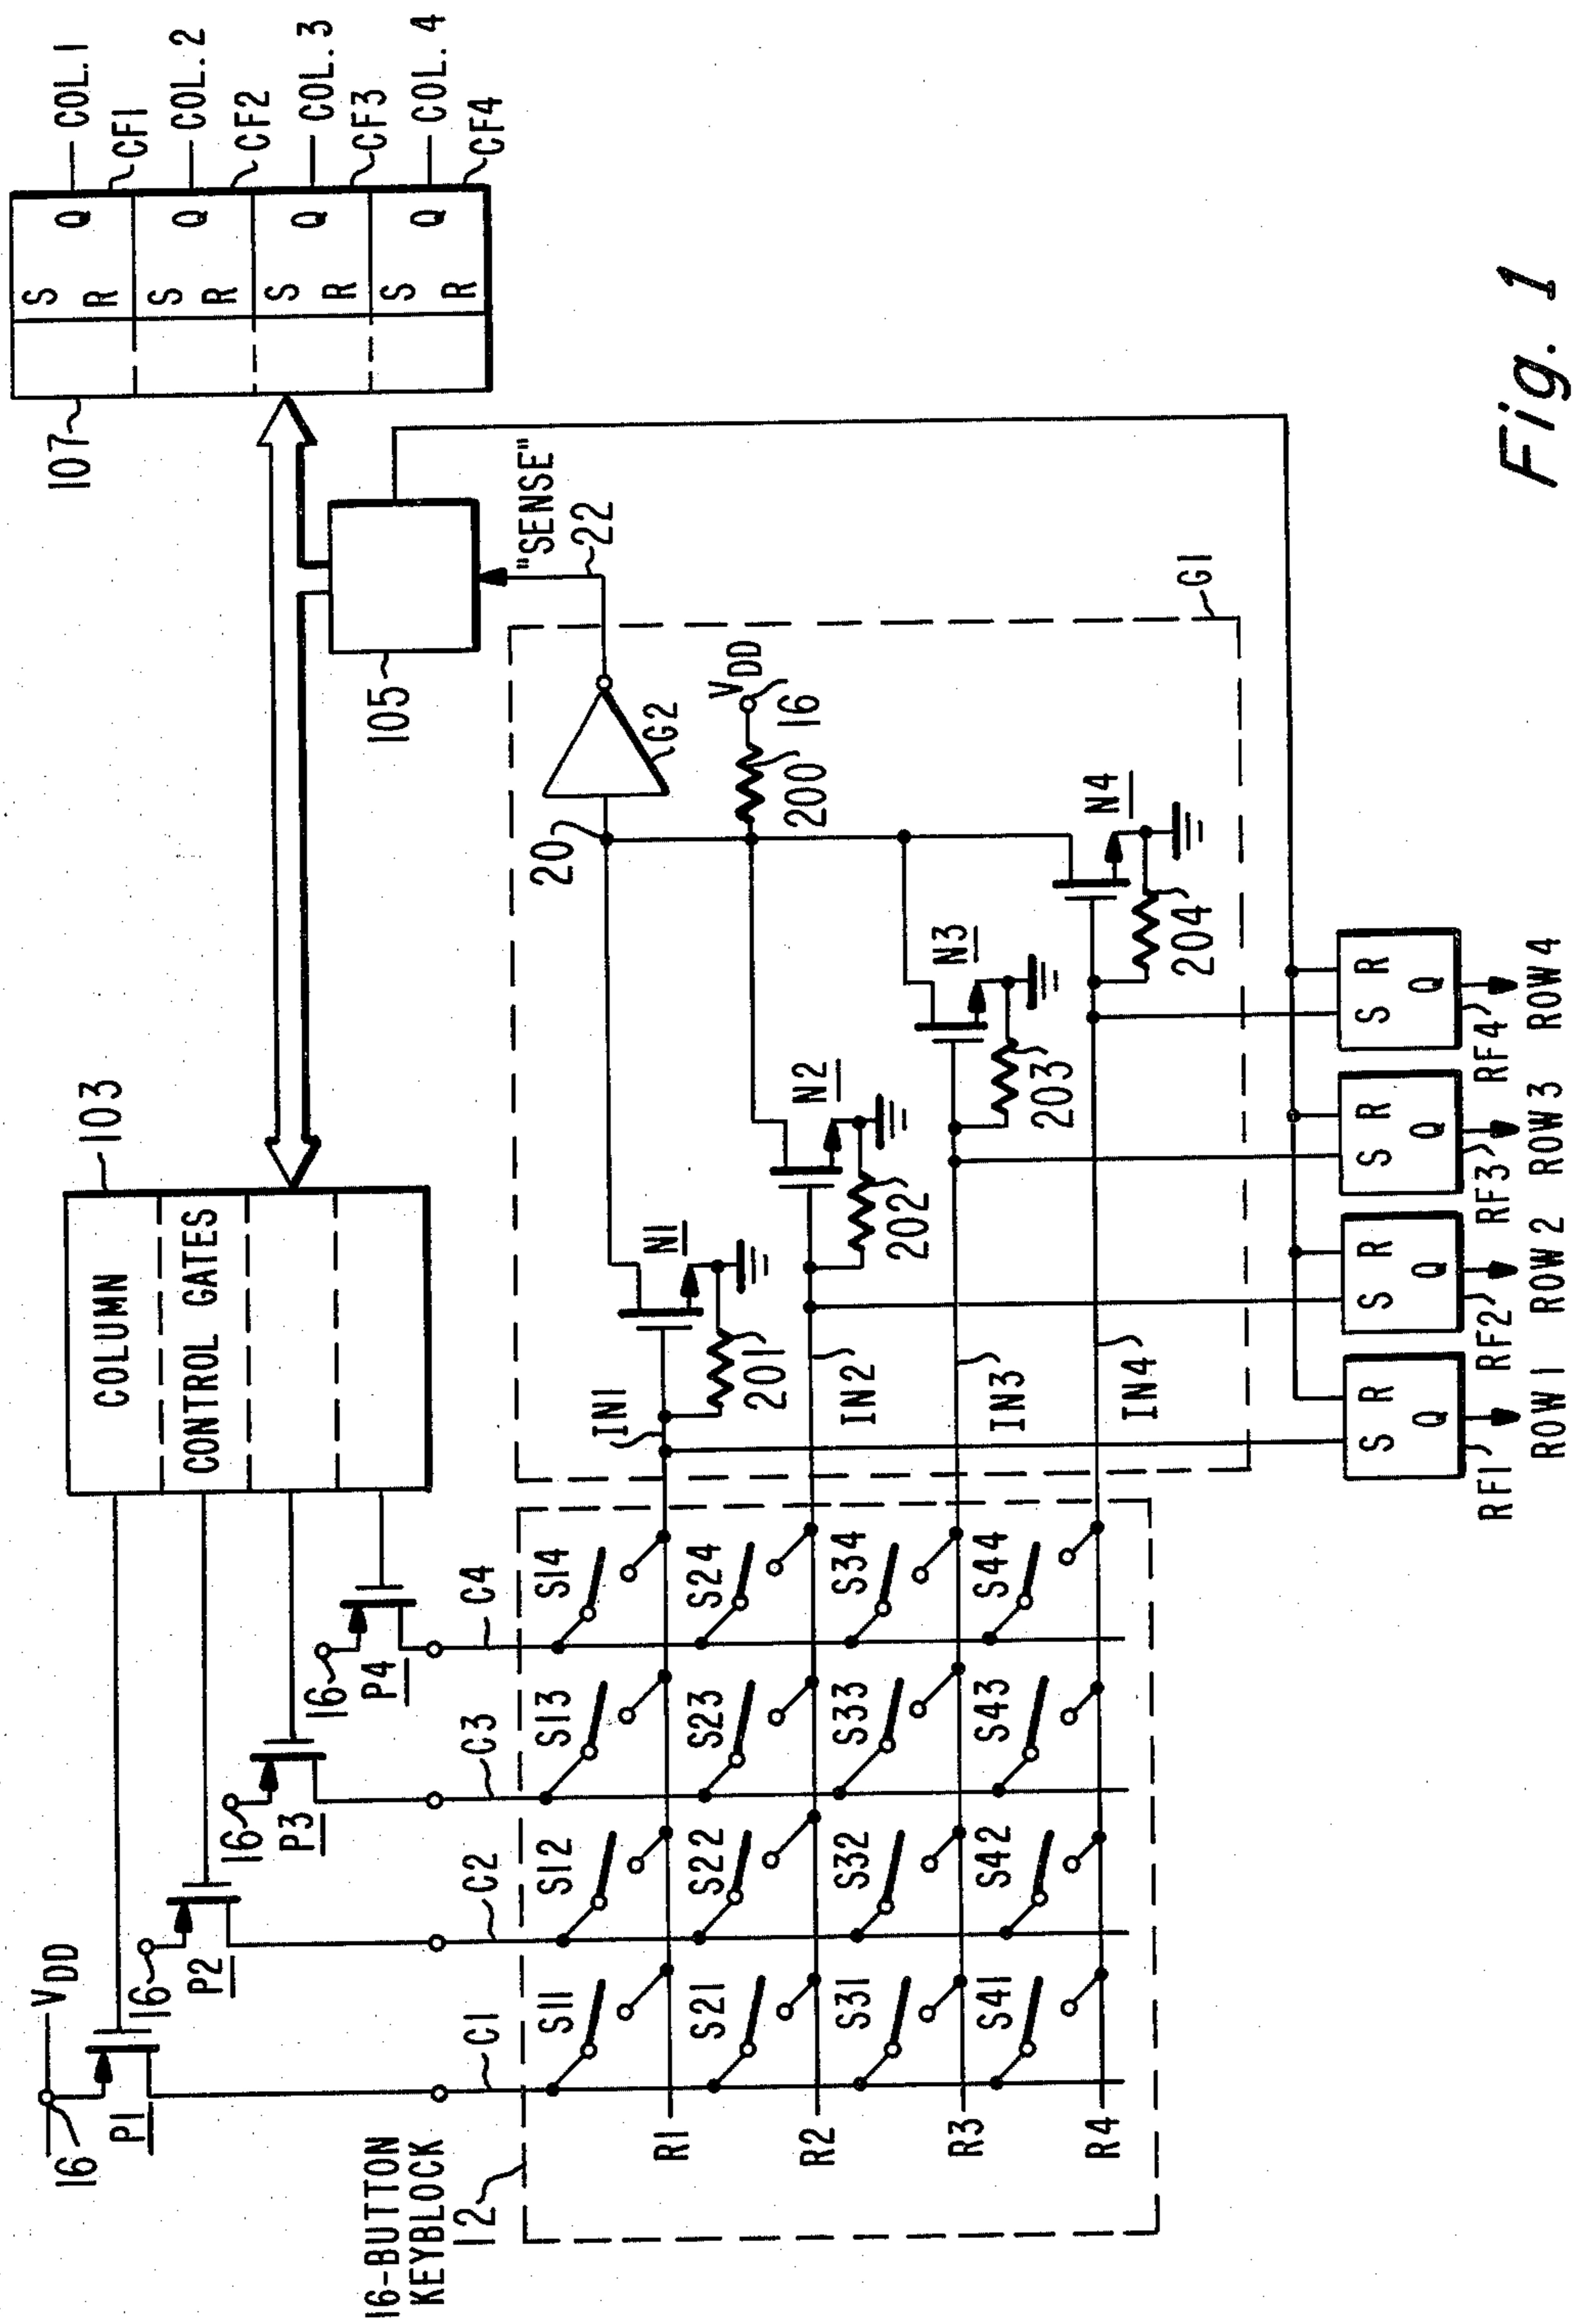 V DD
16
P1
16
P2
16
P3
16
P4
COLUMN
CONTROL GATES
103
107
S
R
Q
COL. 1
CF1
S
R
Q
COL. 2
CF2
S
R
Q
COL. 3
CF3
S
R
Q
COL. 4
CF4
105
"SENSE"
22
16-BUTTON
KEYBLOCK
12
C1
C2
C3
C4
S11
S12
S13
S14
R1
S21
S22
S23
S24
R2
S31
S32
S33
S34
R3
S41
S42
S43
S44
R4
IN1
201
N1
IN2
202
N2
IN3
203
N3
IN4
204
N4
20
G2
V DD
16
200
G1
S
R
Q
RF1
ROW 1
S
R
Q
RF2
ROW 2
S
R
Q
RF3
ROW 3
S
R
Q
RF4
ROW 4
Fig. 1